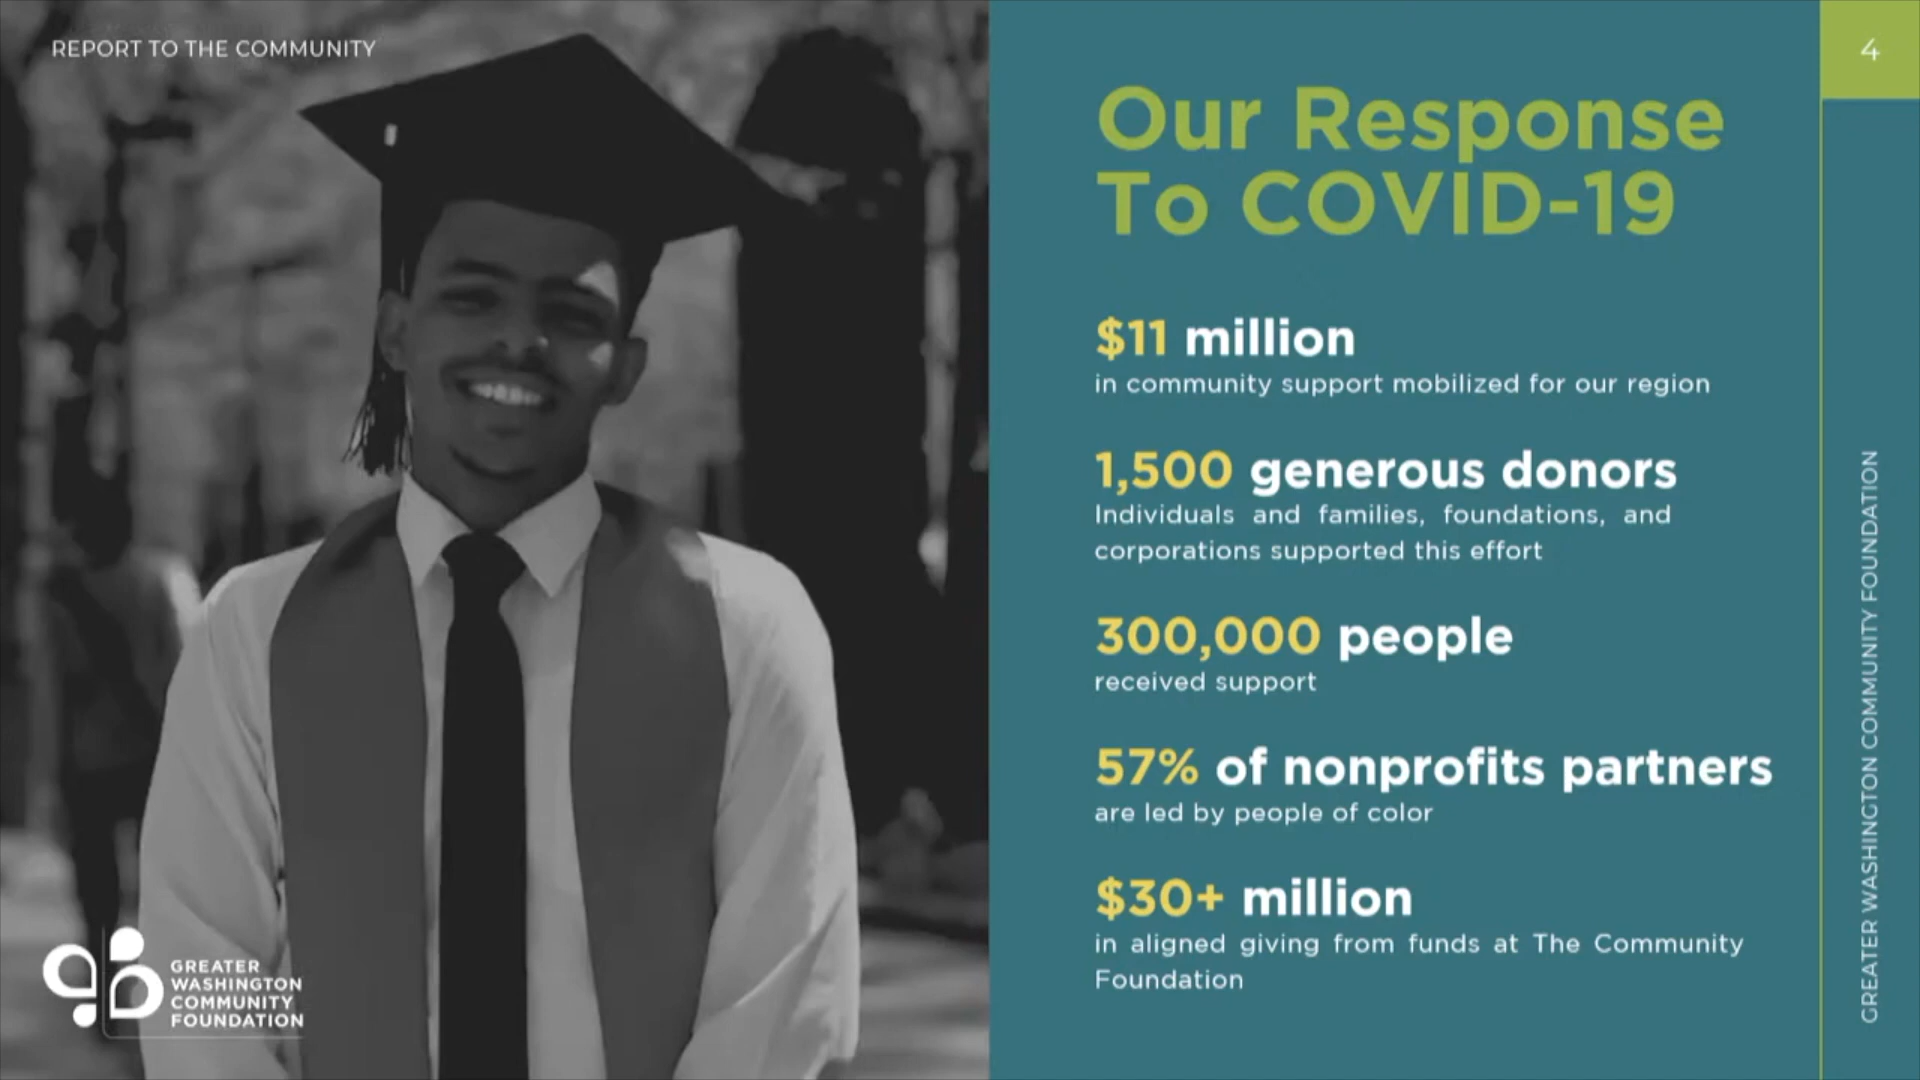 REPORT TO THE COMMUNITY
4
Our Response
To COVID-19
$11 million
in community support mobilized for our region
1,500 generous donors
Individuals and families, foundations, and
corporations supported this effort
300,000 people
received support
57% of nonprofits partners
are led by people of color
$30+ million
in aligned giving from funds at The Community
Foundation
GREATER WASHINGTON COMMUNITY FOUNDATION
GREATER
WASHINGTON
COMMUNITY
FOUNDATION